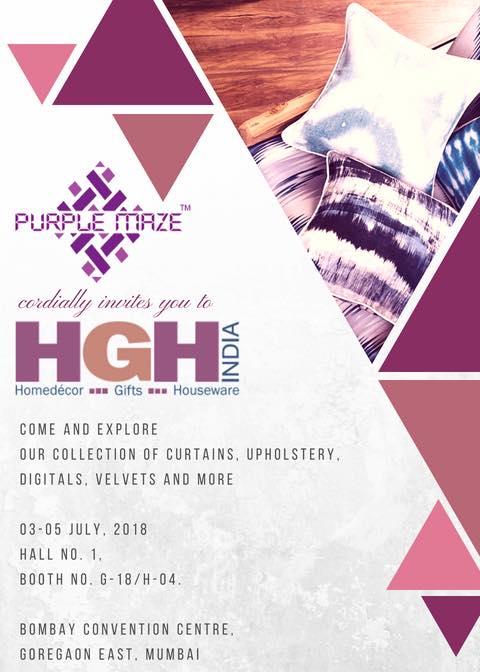 PURPLE MAZE™
cordially invites you to
HGH INDIA
Homedécor ▪▪▪ Gifts ▪▪▪ Houseware
COME AND EXPLORE
OUR COLLECTION OF CURTAINS, UPHOLSTERY,
DIGITALS, VELVETS AND MORE
03-05 JULY, 2018
HALL NO. 1,
BOOTH NO. G-18/H-04.
BOMBAY CONVENTION CENTRE,
GOREGAON EAST, MUMBAI